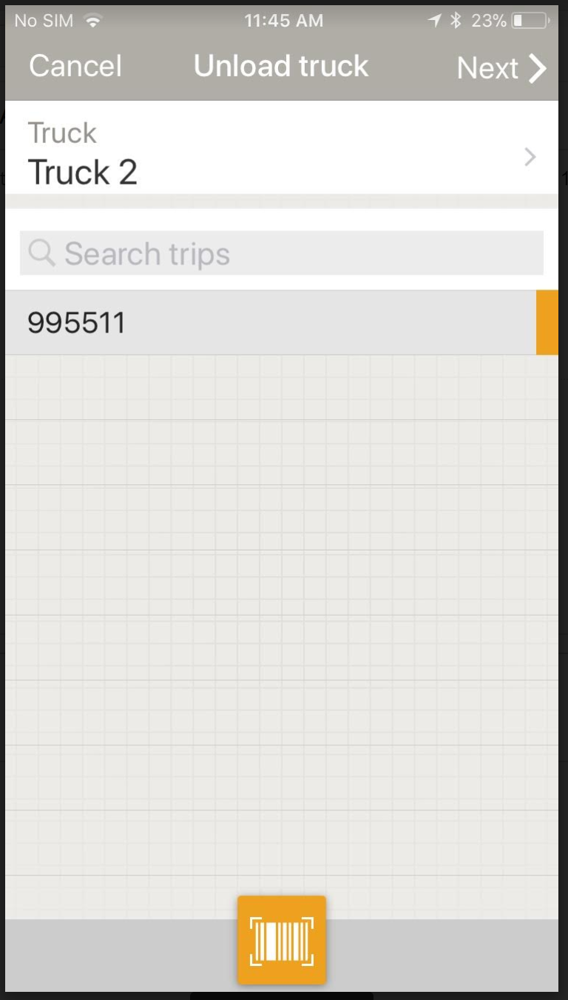 No SIM 11:45 AM 23%
Cancel Unload truck Next
Truck
Truck 2
Search trips
995511